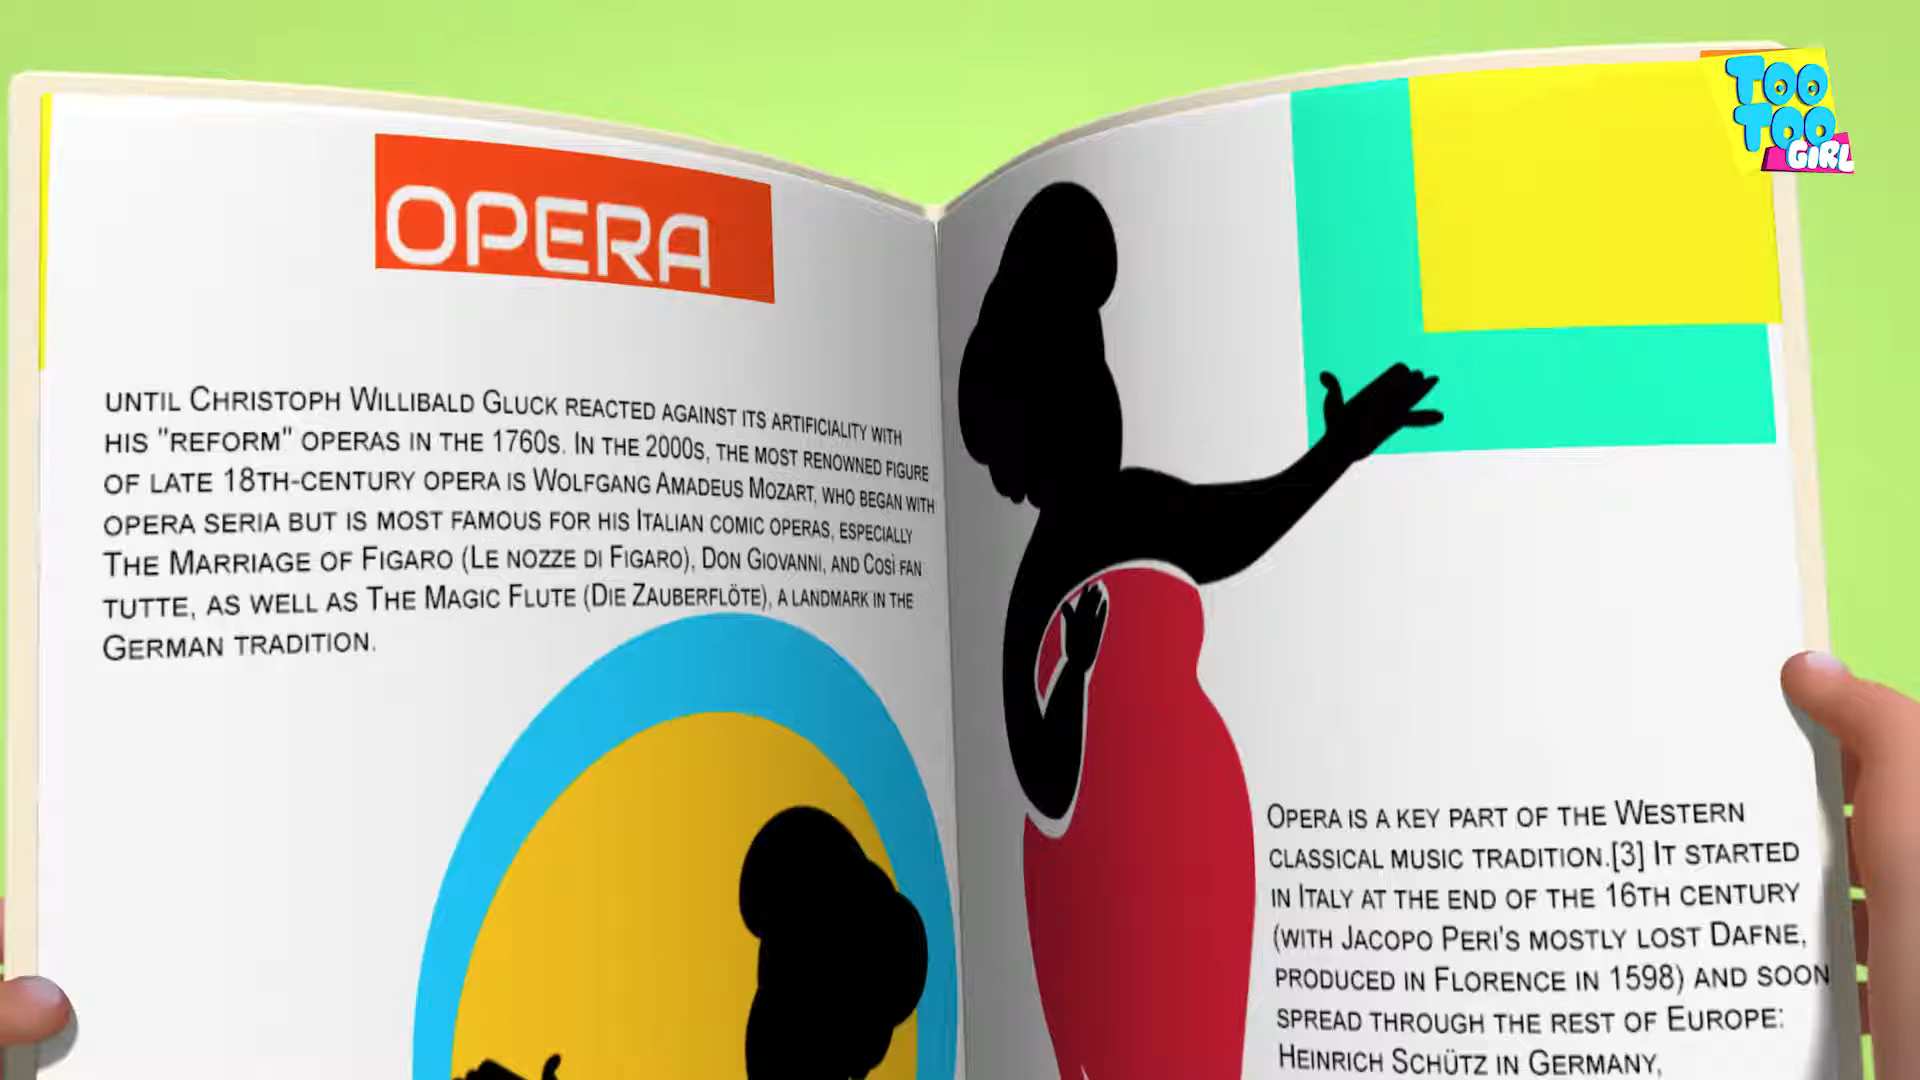 OPERA
UNTIL CHRISTOPH WILLIBALD GLUCK REACTED AGAINST ITS ARTIFICIALITY WITH
HIS "REFORM" OPERAS IN THE 1760S. IN THE 2000S, THE MOST RENOWNED FIGURE
OF LATE 18TH-CENTURY OPERA IS WOLFGANG AMADEUS MOZART, WHO BEGAN WITH
OPERA SERIA BUT IS MOST FAMOUS FOR HIS ITALIAN COMIC OPERAS, ESPECIALLY
THE MARRIAGE OF FIGARO (LE NOZZE DI FIGARO), DON GIOVANNI, AND COSÌ FAN
TUTTE, AS WELL AS THE MAGIC FLUTE (DIE ZAUBERFLÖTE), A LANDMARK IN THE
GERMAN TRADITION.
OPERA IS A KEY PART OF THE WESTERN
CLASSICAL MUSIC TRADITION.[3] IT STARTED
IN ITALY AT THE END OF THE 16TH CENTURY
(WITH JACOPO PERI'S MOSTLY LOST DAFNE,
PRODUCED IN FLORENCE IN 1598) AND SOON
SPREAD THROUGH THE REST OF EUROPE:
HEINRICH SCHÜTZ IN GERMANY,
TOO
TOO
GIRL